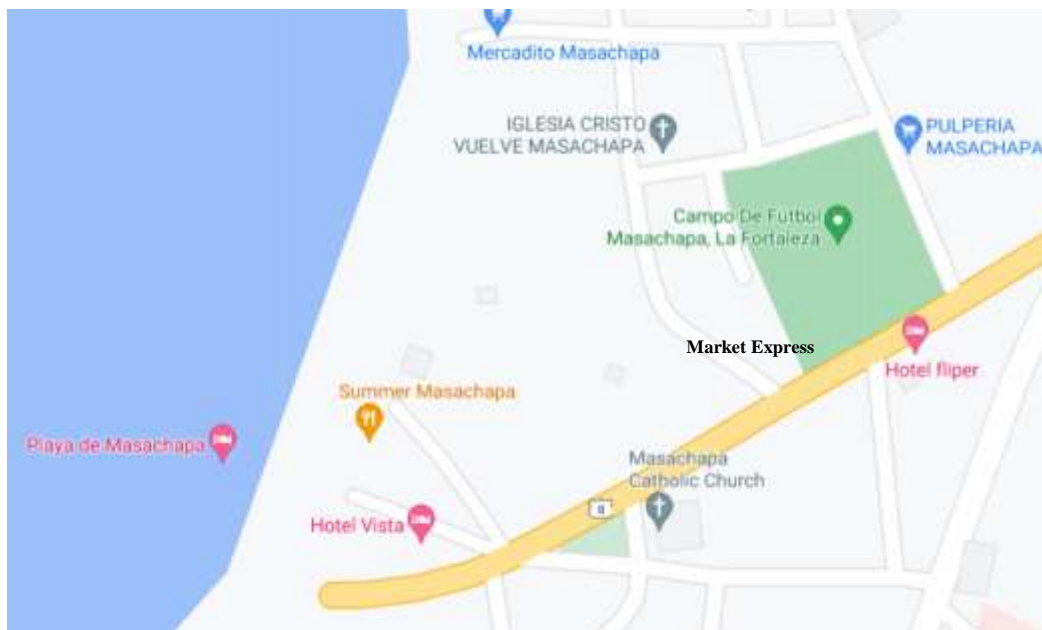 Mercadito Masachapa
IGLESIA CRISTO
VUELVE MASACHAPA
PULPERIA
MASACHAPA
Campo De Futbol
Masachapa, La Fortaleza
Market Express
Hotel fliper
Summer Masachapa
Playa de Masachapa
Masachapa
Catholic Church
8
Hotel Vista